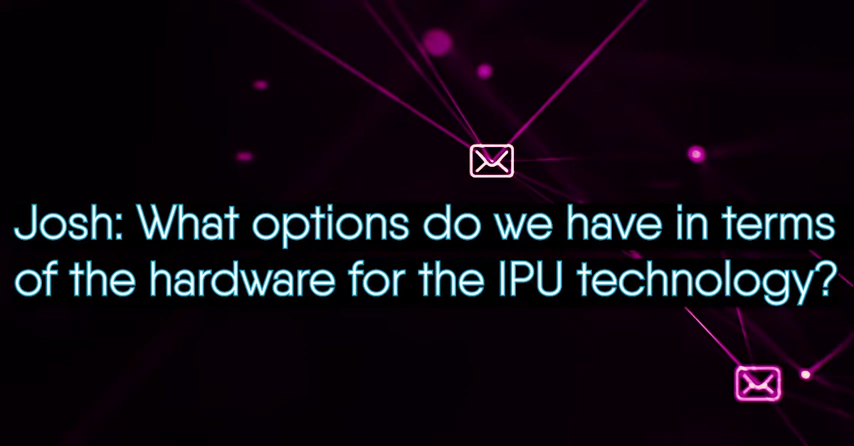 Josh: What options do we have in terms
of the hardware for the IPU technology?